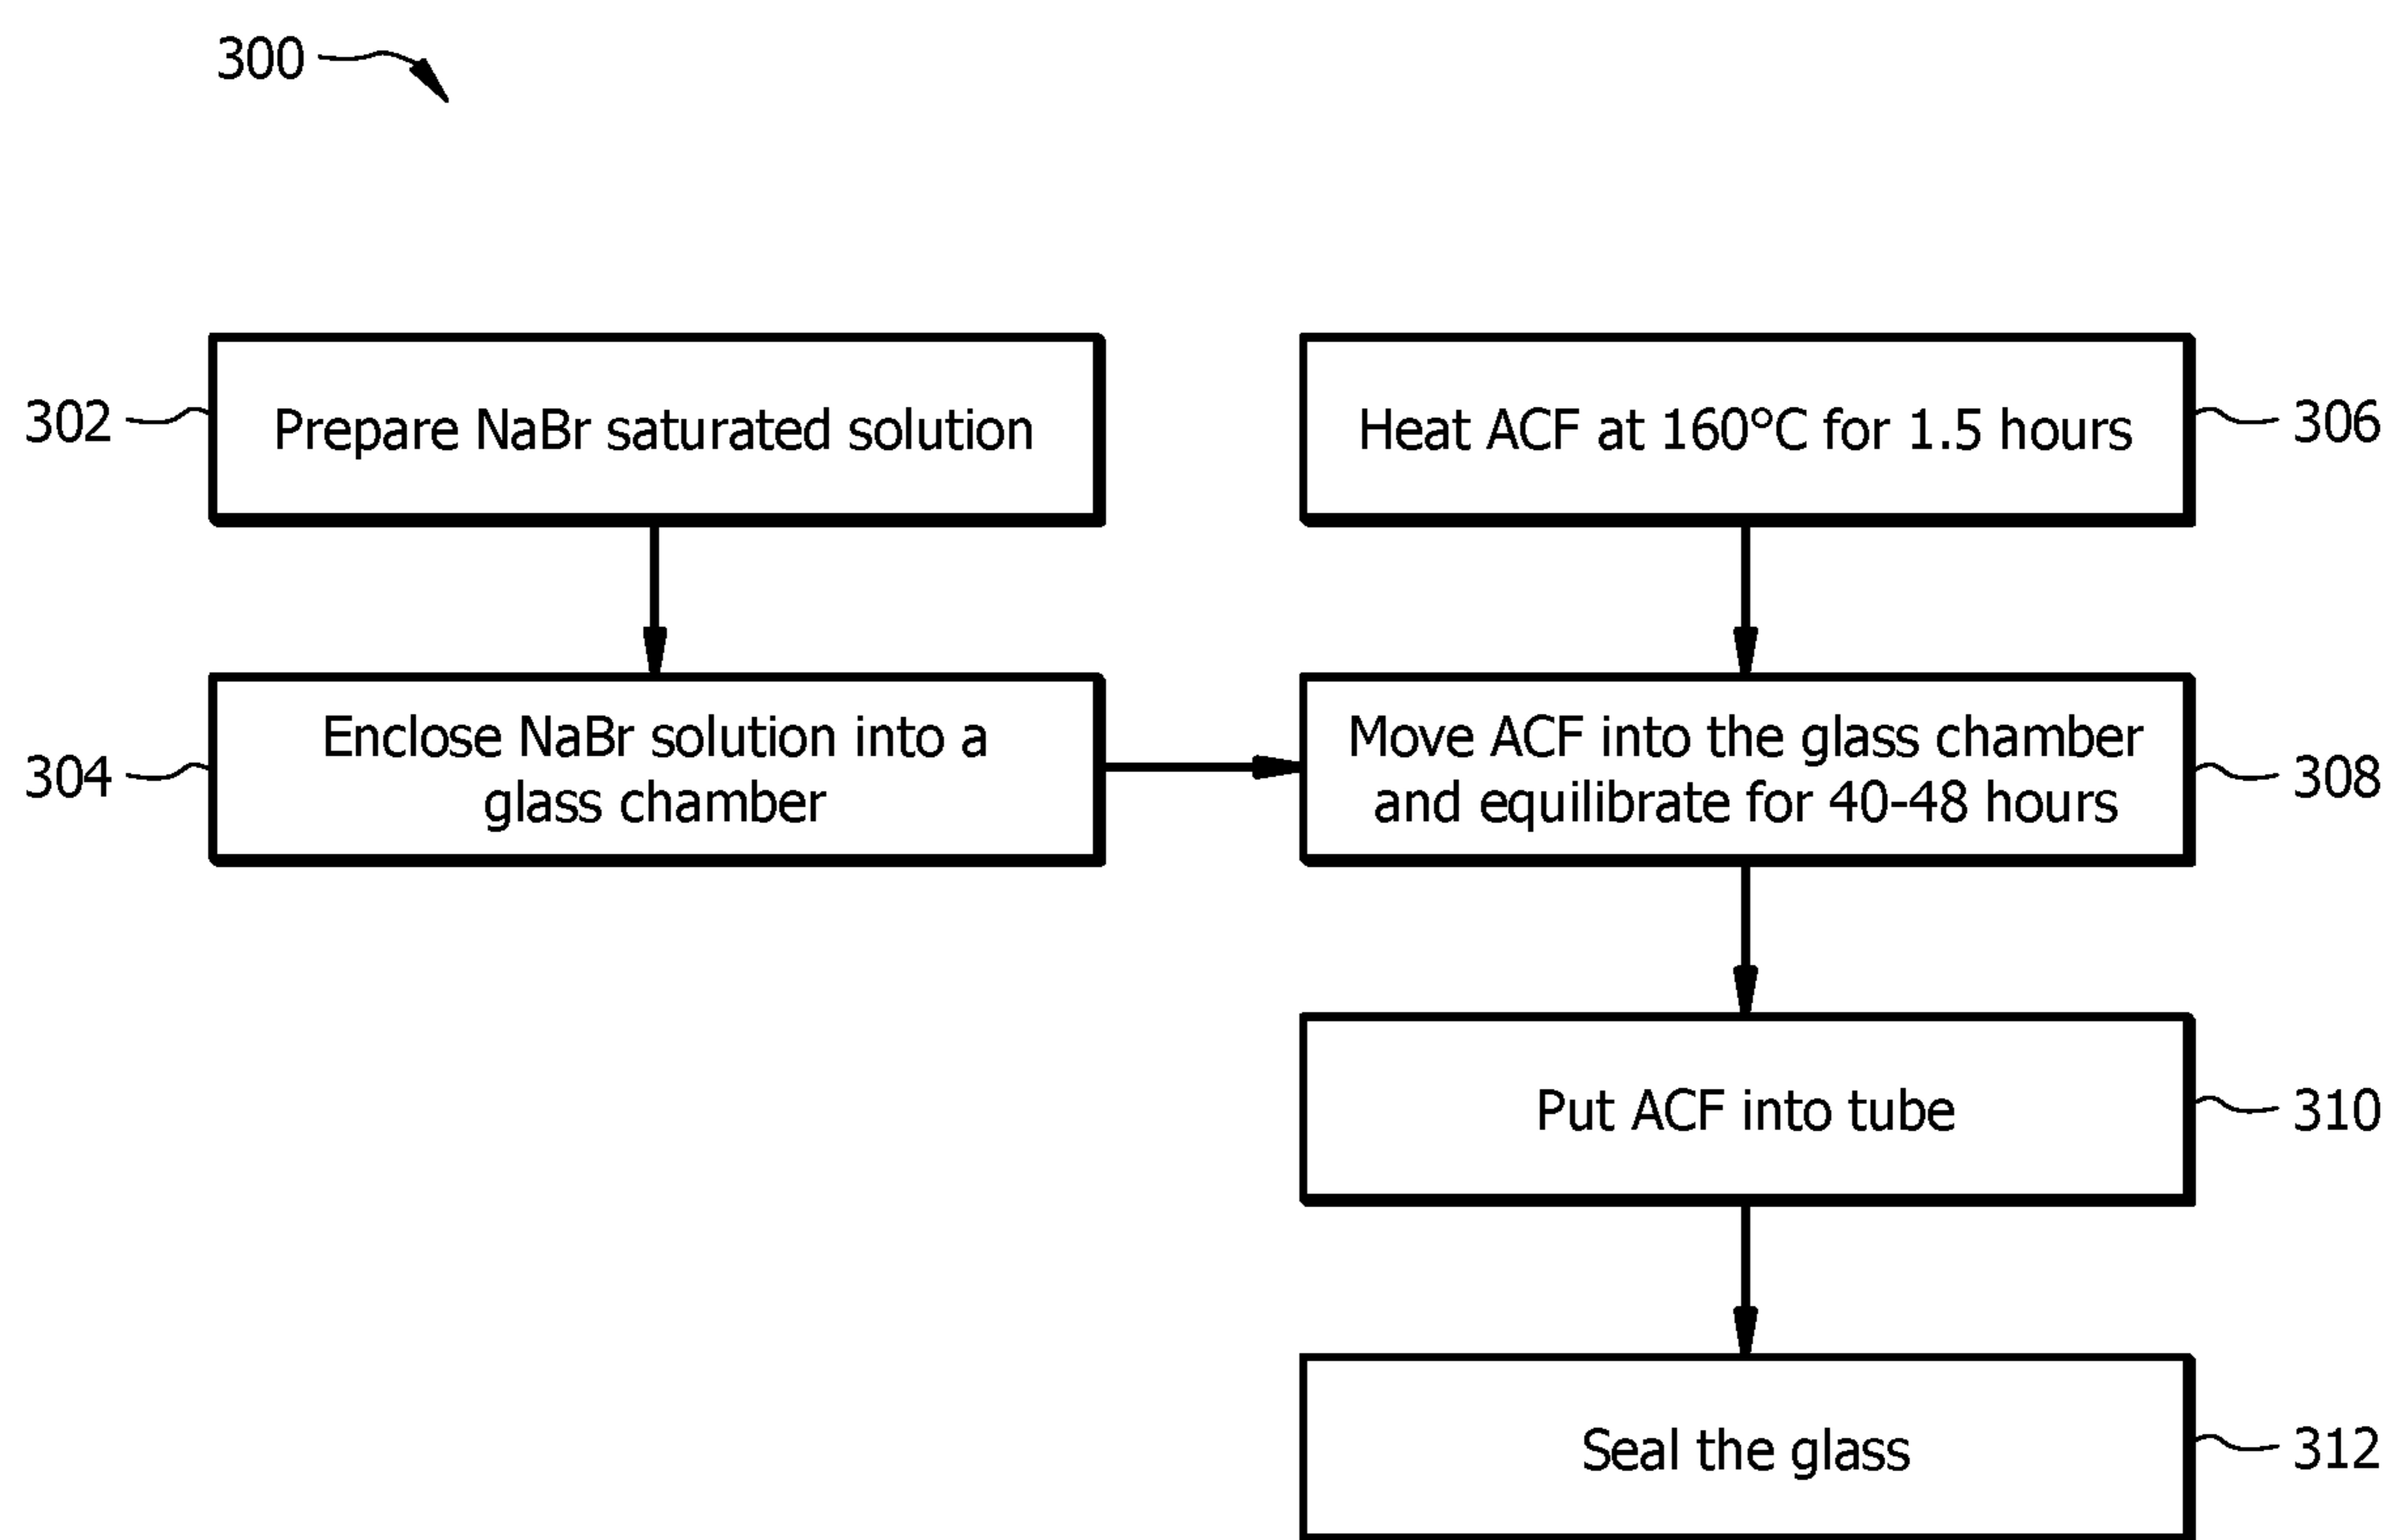 300
302
Prepare NaBr saturated solution
Heat ACF at 160°C for 1.5 hours
306
304
Enclose NaBr solution into a
glass chamber
Move ACF into the glass chamber
and equilibrate for 40-48 hours
308
Put ACF into tube
310
Seal the glass
312